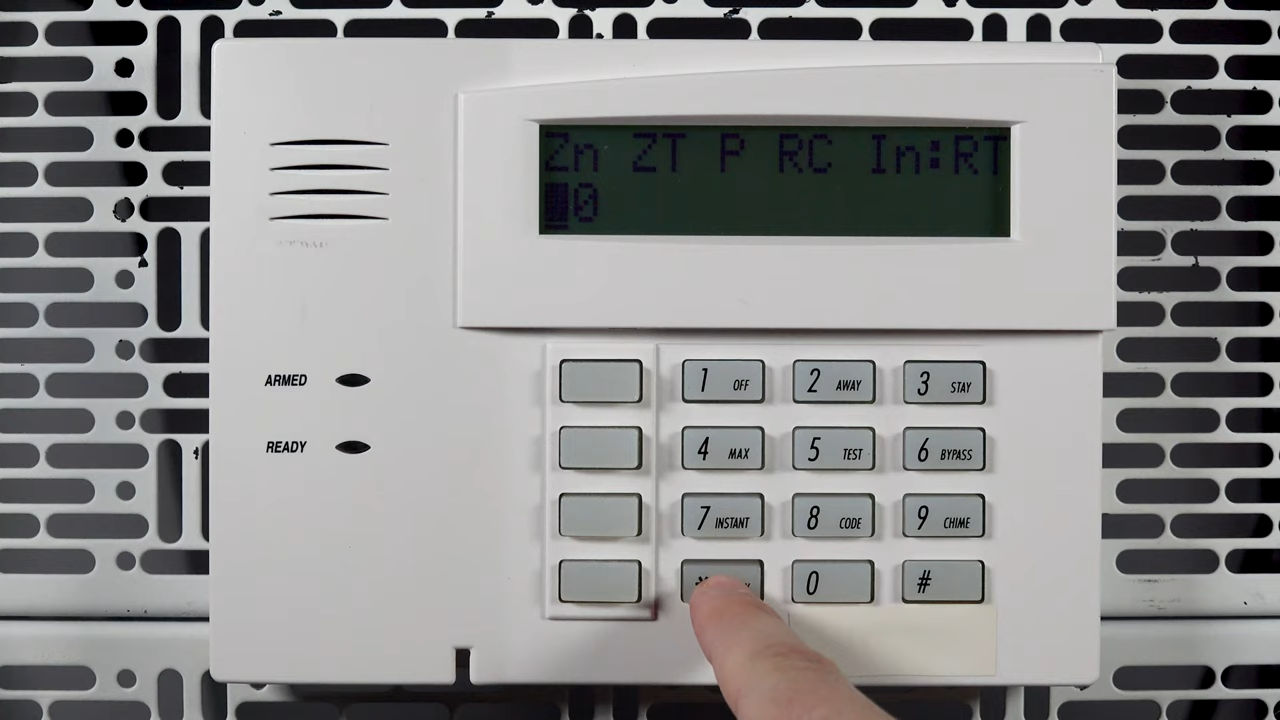 Zn ZT P RC In:RT
0
ARMED
READY
1 OFF
2 AWAY
3 STAY
4 MAX
5 TEST
6 BYPASS
7 INSTANT
8 CODE
9 CHIME
*
0
#